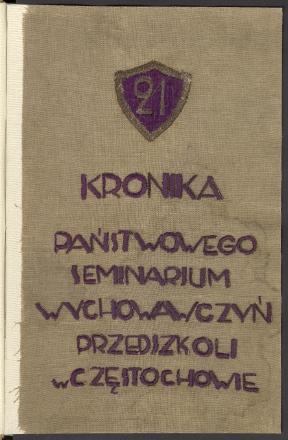 21
KRONIKA
PAŃSTWOWEGO
SEMINARIUM
WYCHOWAWCZYŃ
PRZEDSZKOLI
W CZĘSTOCHOWIE